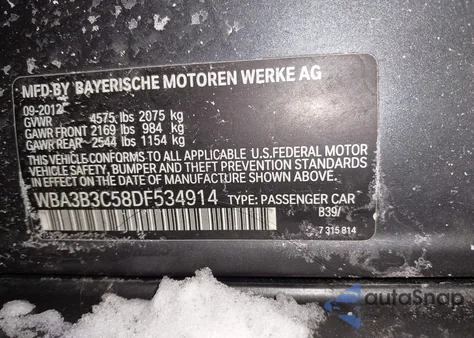 MFD-BY BAYERISCHE MOTOREN WERKE AG
09-2012
GVWR 4575 lbs 2075 kg
GAWR FRONT 2169 lbs 984 kg
GAWR REAR 2544 lbs 1154 kg
THIS VEHICLE CONFORMS TO ALL APPLICABLE U.S.FEDERAL MOTOR
VEHICLE SAFETY, BUMPER AND THEFT PREVENTION STANDARDS
IN EFFECT ON THE DATE OF MANUFACTURE SHOWN ABOVE.
WBA3B3C58DF534914 TYPE: PASSENGER CAR
B39/
7 315 814
autoSnap